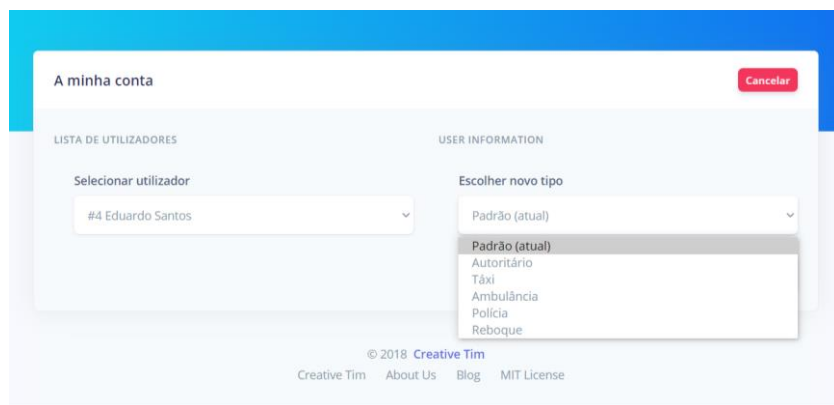 A minha conta
Cancelar
LISTA DE UTILIZADORES
USER INFORMATION
Selecionar utilizador
Escolher novo tipo
#4 Eduardo Santos
Padrão (atual)
Padrão (atual)
Autoritário
Táxi
Ambulância
Polícia
Reboque
© 2018 Creative Tim
Creative Tim About Us Blog MIT License